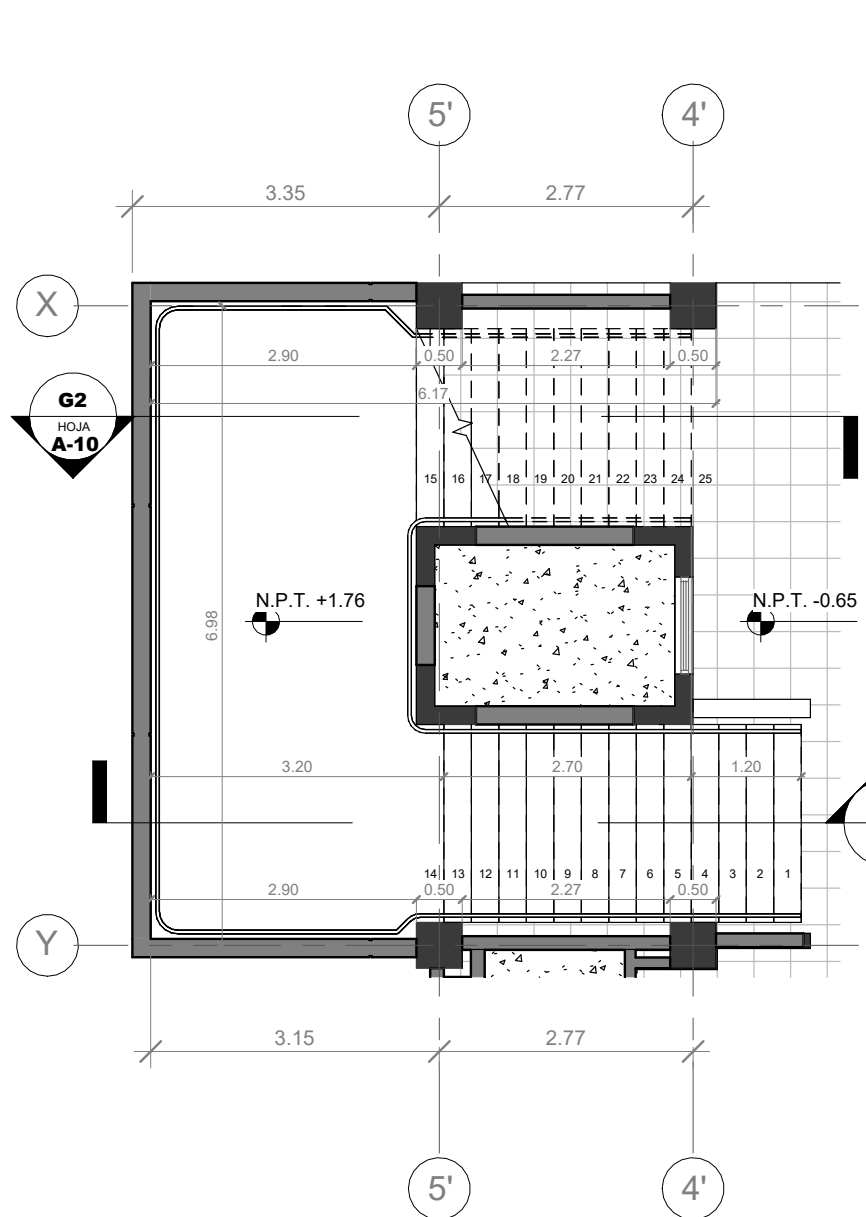 5' 4'
3.35 2.77
X
2.90 0.50 2.27 0.50
6.17
G2
HOJA
A-10
15 16 17 18 19 20 21 22 23 24 25
N.P.T. +1.76 N.P.T. -0.65
6.98
3.20 2.70 1.20
14 13 12 11 10 9 8 7 6 5 4 3 2 1
2.90 0.50 2.27 0.50
Y
3.15 2.77
5' 4'